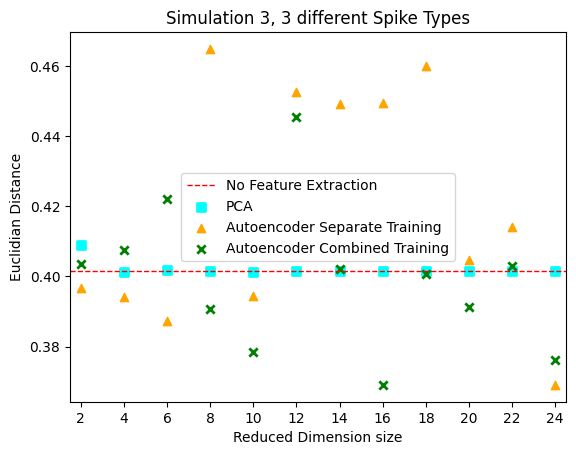 Simulation 3, 3 different Spike Types
0.46
0.44
0.42
0.40
0.38
Euclidian Distance
No Feature Extraction
PCA
Autoencoder Separate Training
Autoencoder Combined Training
2 4 6 8 10 12 14 16 18 20 22 24
Reduced Dimension size